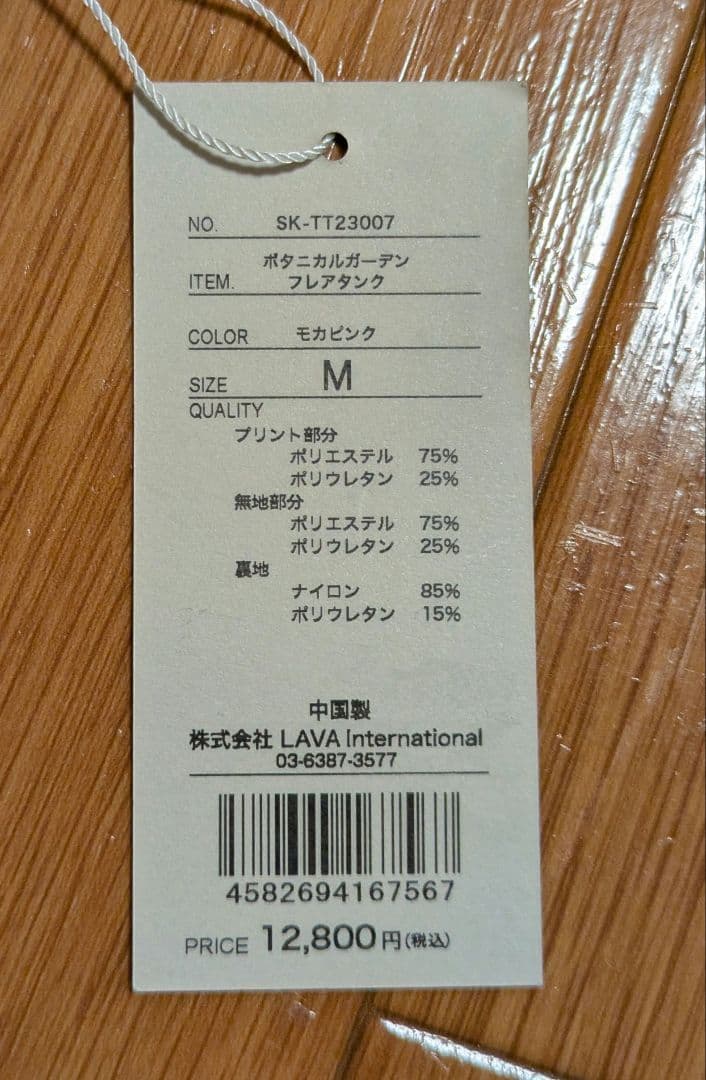 NO. SK-TT23007
ボタニカルガーデン
ITEM. フレアタンク
COLOR モカピンク
SIZE M
QUALITY
プリント部分
ポリエステル 75%
ポリウレタン 25%
無地部分
ポリエステル 75%
ポリウレタン 25%
裏地
ナイロン 85%
ポリウレタン 15%
中国製
株式会社 LAVA International
03-6387-3577
4582694167567
PRICE 12,800円(税込)